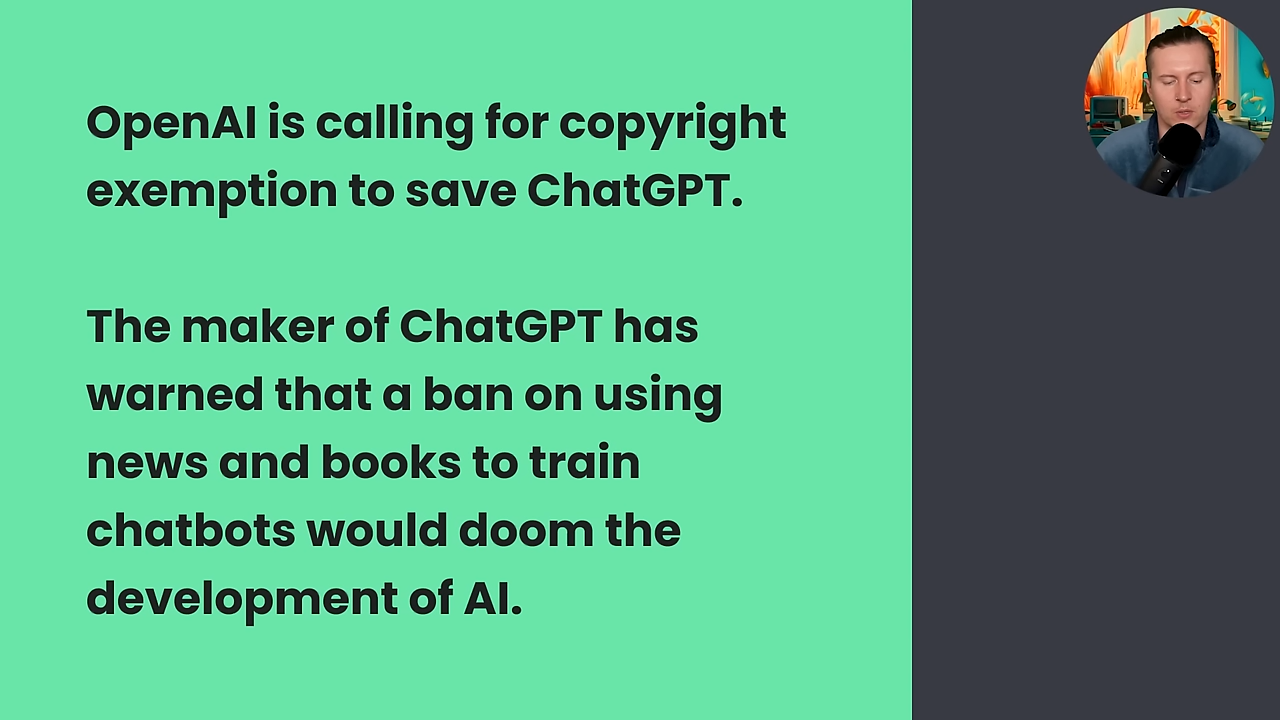 OpenAI is calling for copyright
exemption to save ChatGPT.
The maker of ChatGPT has
warned that a ban on using
news and books to train
chatbots would doom the
development of AI.